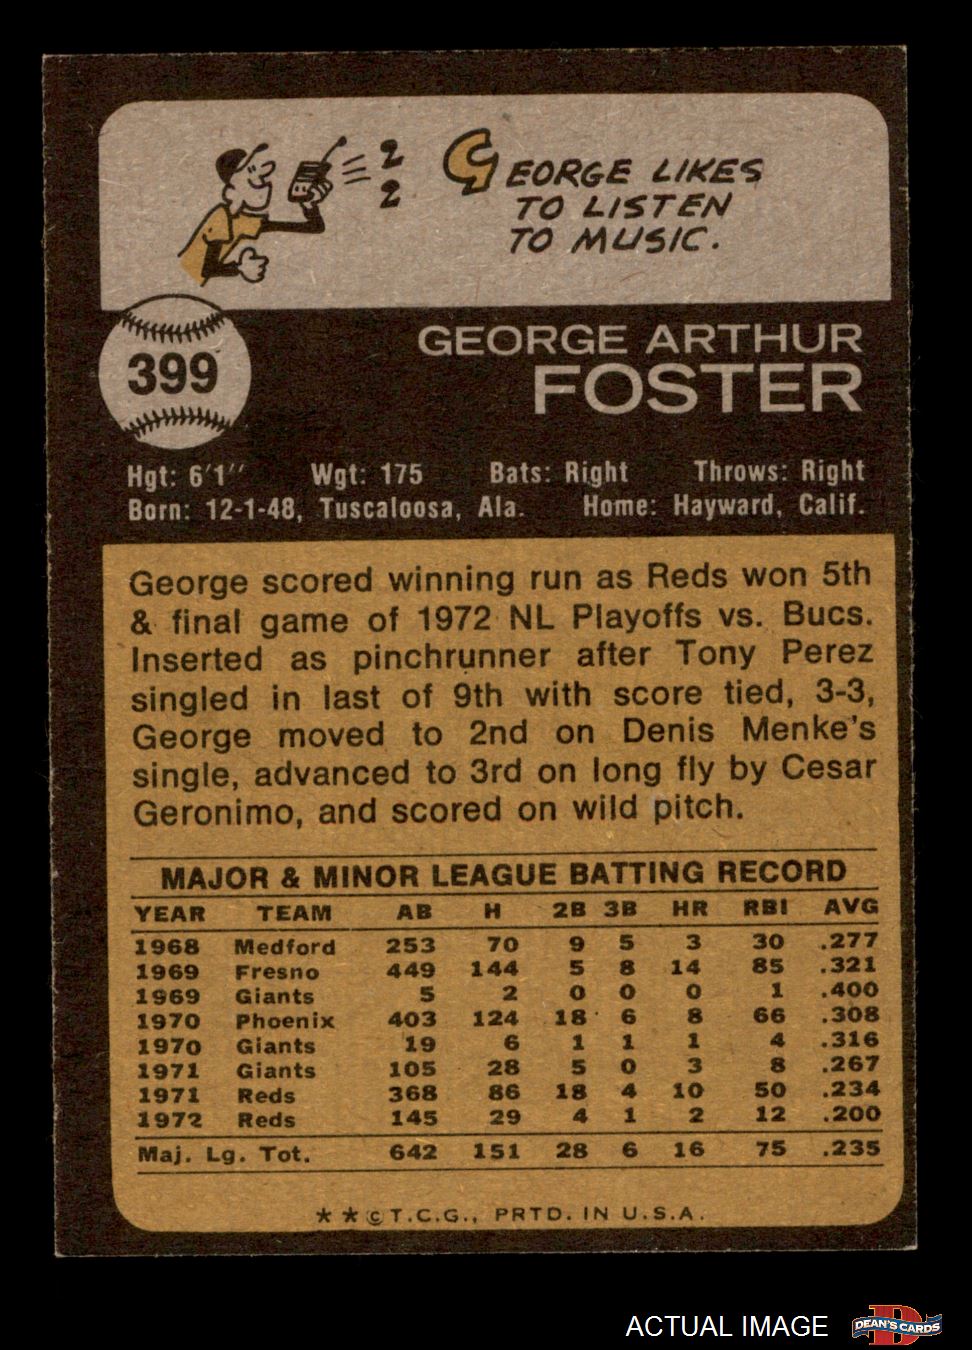 GEORGE LIKES
TO LISTEN
TO MUSIC.
399
GEORGE ARTHUR
FOSTER
Hgt: 6'1'' Wgt: 175 Bats: Right Throws: Right
Born: 12-1-48, Tuscaloosa, Ala. Home: Hayward, Calif.
George scored winning run as Reds won 5th
& final game of 1972 NL Playoffs vs. Bucs.
Inserted as pinchrunner after Tony Perez
singled in last of 9th with score tied, 3-3,
George moved to 2nd on Denis Menke's
single, advanced to 3rd on long fly by Cesar
Geronimo, and scored on wild pitch.
MAJOR & MINOR LEAGUE BATTING RECORD
YEAR TEAM AB H 2B 3B HR RBI AVG
1968 Medford 253 70 9 5 3 30 .277
1969 Fresno 449 144 5 8 14 85 .321
1969 Giants 5 2 0 0 0 1 .400
1970 Phoenix 403 124 18 6 8 66 .308
1970 Giants 19 6 1 1 1 4 .316
1971 Giants 105 28 5 0 3 8 .267
1971 Reds 368 86 18 4 10 50 .234
1972 Reds 145 29 4 1 2 12 .200
Maj. Lg. Tot. 642 151 28 6 16 75 .235
* * © T.C.G., PRTD. IN U.S.A.
ACTUAL IMAGE
D
DEAN'S CARDS